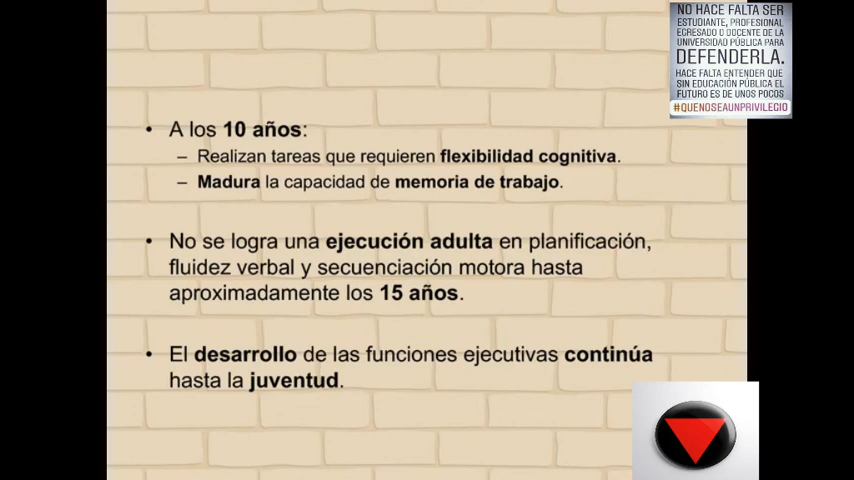 NO HACE FALTA SER
ESTUDIANTE, PROFESIONAL
EGRESADO O DOCENTE DE LA
UNIVERSIDAD PÚBLICA PARA
DEFENDERLA.
HACE FALTA ENTENDER QUE
SIN EDUCACIÓN PÚBLICA EL
FUTURO ES DE UNOS POCOS
#QUENOSEAUNPRIVILEGIO
• A los 10 años:
– Realizan tareas que requieren flexibilidad cognitiva.
– Madura la capacidad de memoria de trabajo.
• No se logra una ejecución adulta en planificación,
fluidez verbal y secuenciación motora hasta
aproximadamente los 15 años.
• El desarrollo de las funciones ejecutivas continúa
hasta la juventud.